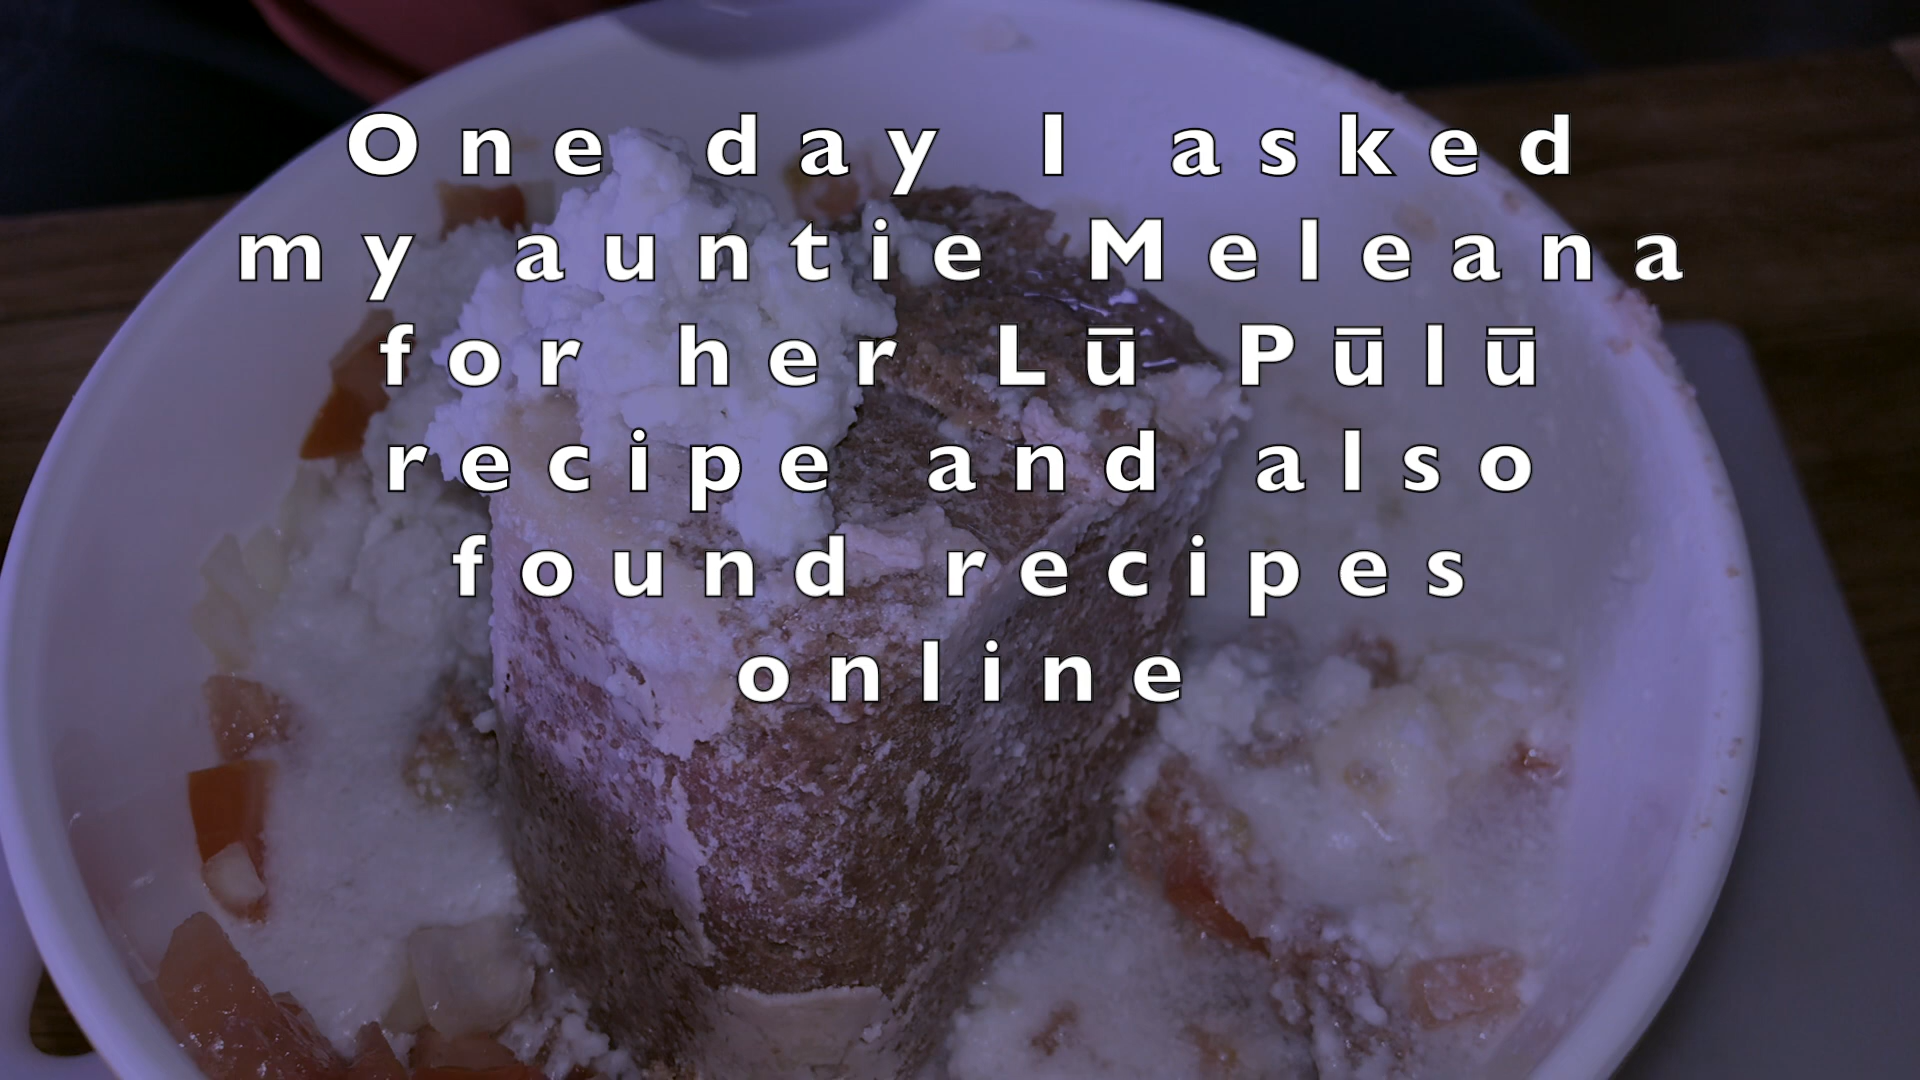 One day I asked
my auntie Meleana
for her Lū Pūlū
recipe and also
found recipes
online